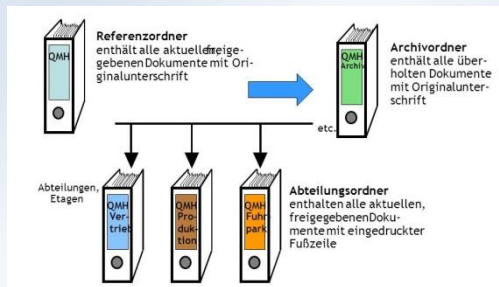 Referenzordner
enthält alle aktuellen,freige-
gebenen Dokumente mit Ori-
ginalunterschrift
QMH
Archivordner
enthält alle über-
holten Dokumente
mit Originalunter-
schrift
QMH
Archiv
etc.
Abteilungen,
Etagen
QMH
Ver-
trieb
QMH
Pro-
duk-
tion
QMH
Fuhr
park
Abteilungsordner
enthalten alle aktuellen,
freigegebenen Doku-
mente mit eingedruckter
Fußzeile